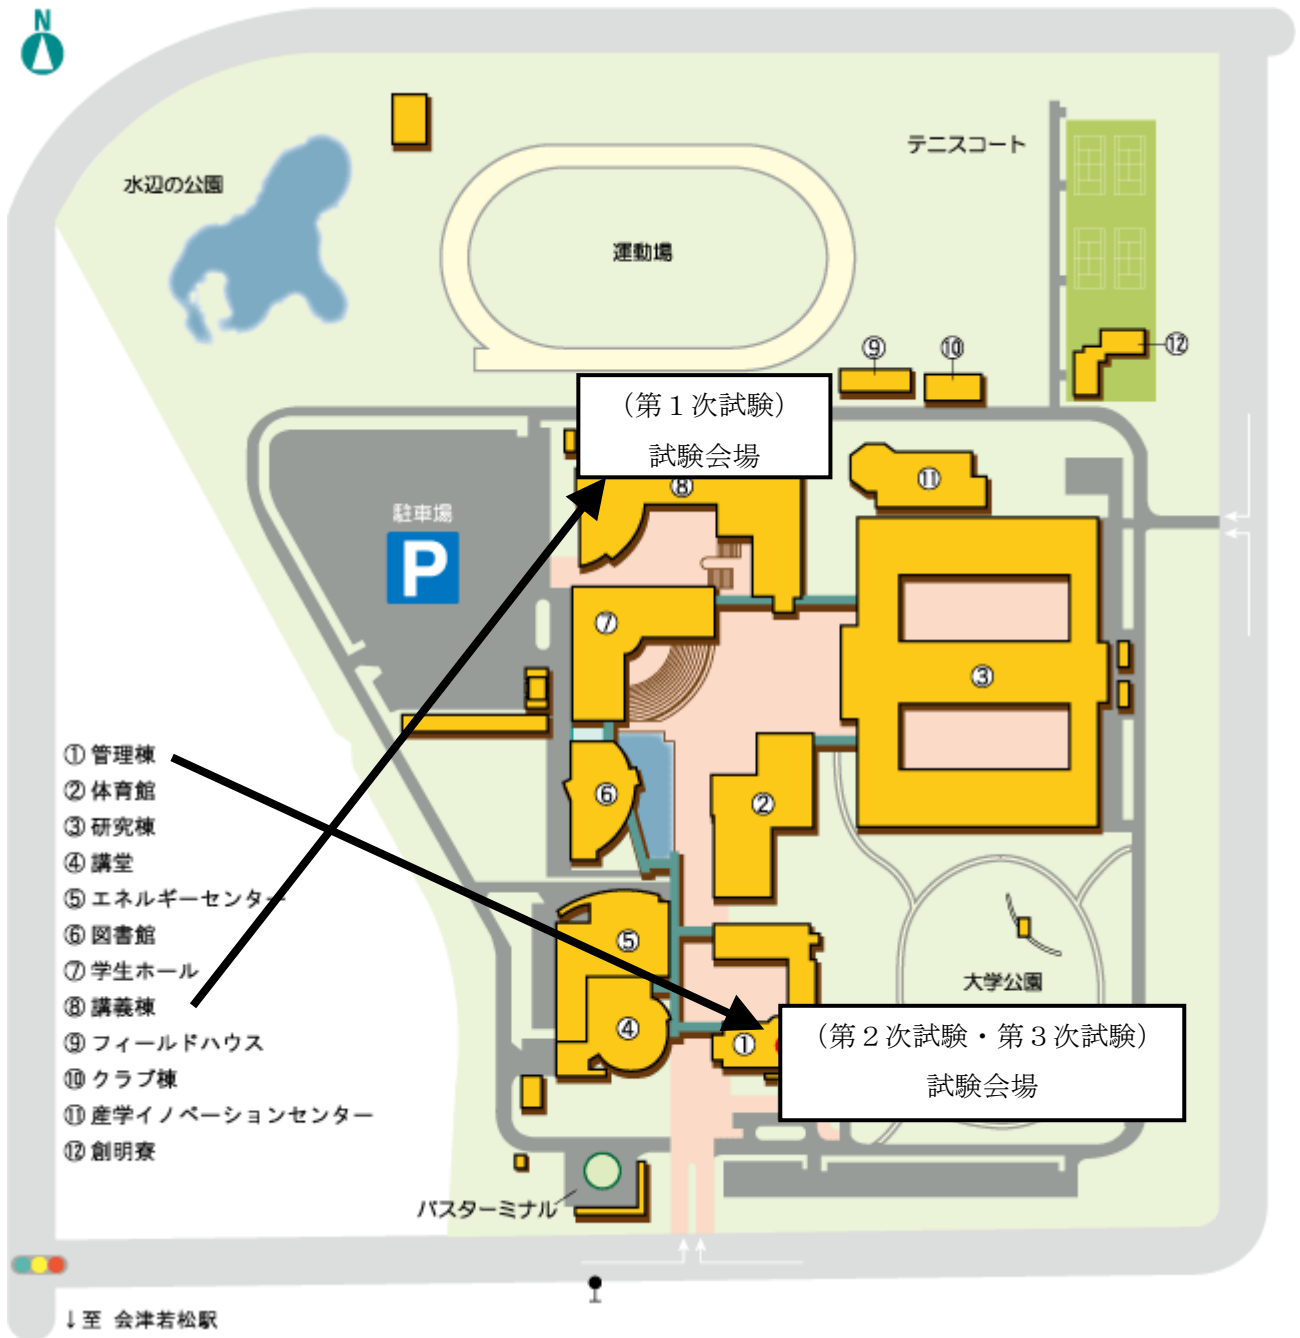 N
水辺の公園
テニスコート
運動場
⑨
⑩
⑫
（第１次試験）
試験会場
⑧
⑪
駐車場
P
⑦
③
⑥
②
① 管理棟
② 体育館
③ 研究棟
④ 講堂
⑤ エネルギーセンター
⑥ 図書館
⑦ 学生ホール
⑧ 講義棟
⑨ フィールドハウス
⑩ クラブ棟
⑪ 産学イノベーションセンター
⑫ 創明寮
⑤
④
①
大学公園
（第２次試験・第３次試験）
試験会場
バスターミナル
↓至 会津若松駅